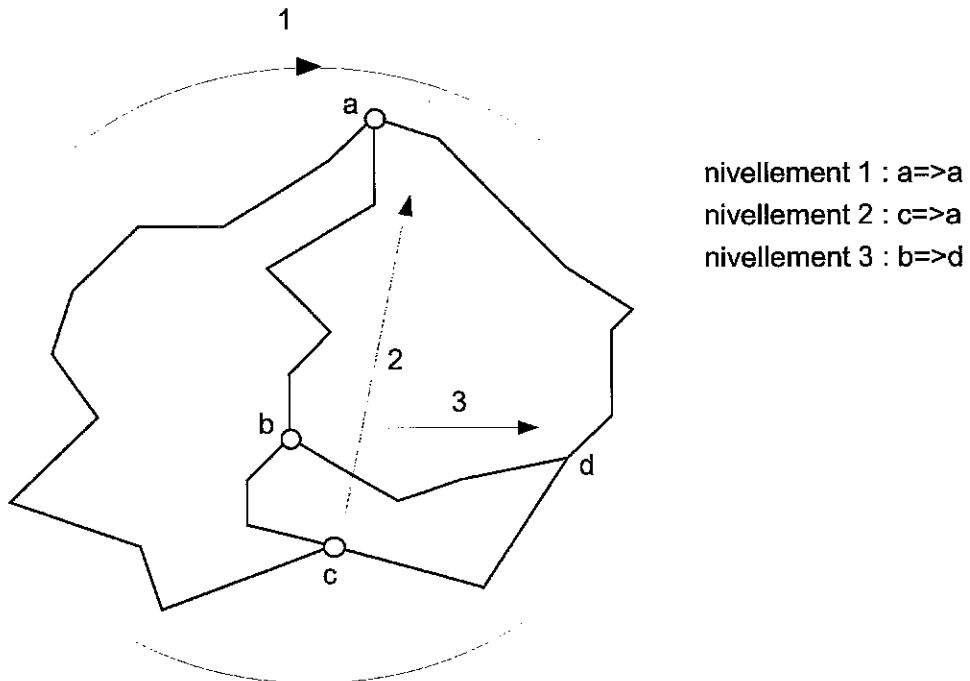 1
a
nivellement 1 : a=>a
nivellement 2 : c=>a
nivellement 3 : b=>d
2
3
b
d
c